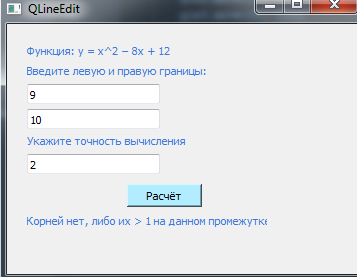 QLineEdit
Функция: y = x^2 − 8x + 12
Введите левую и правую границы:
9
10
Укажите точность вычисления
2
Расчёт
Корней нет, либо их > 1 на данном промежутке